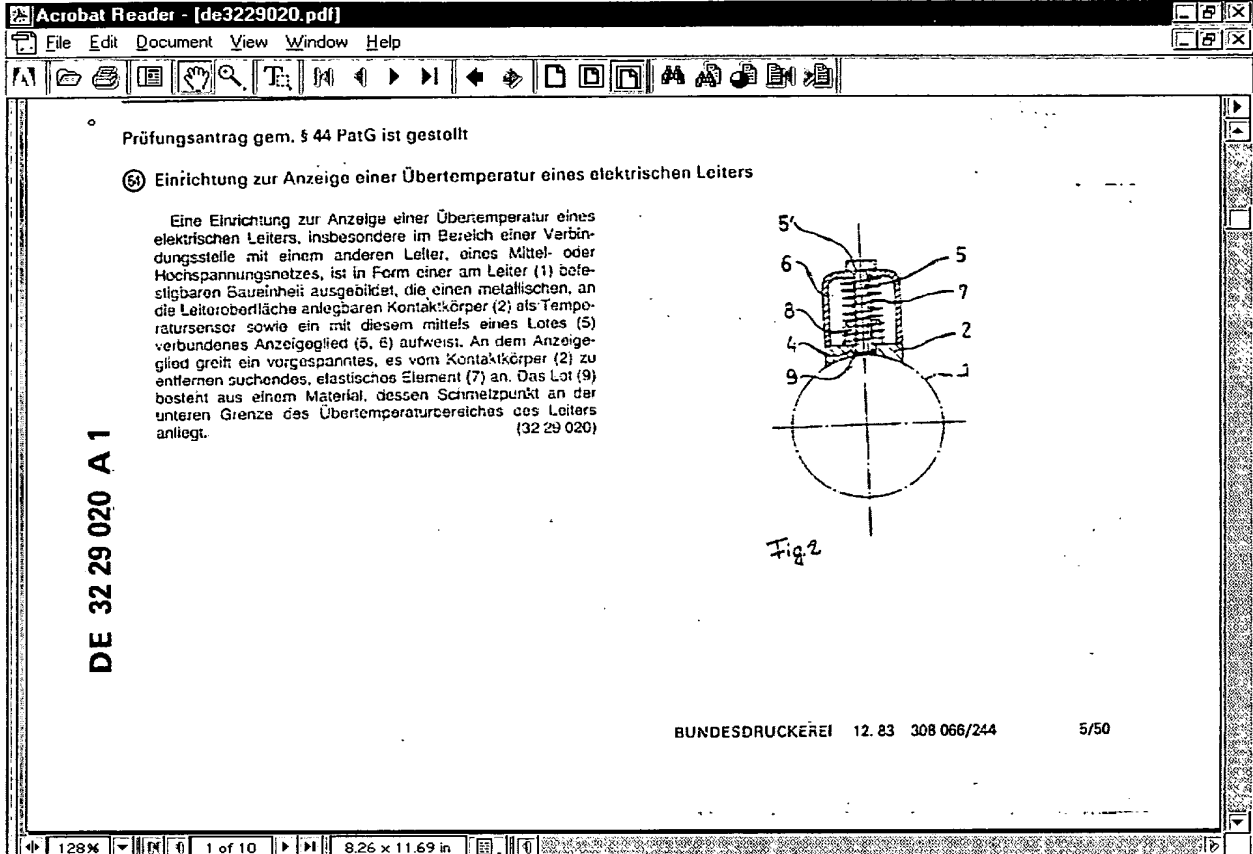 Acrobat Reader - [de3229020.pdf]
File Edit Document View Window Help
Prüfungsantrag gem. § 44 PatG ist gestollt
54 Einrichtung zur Anzeige einer Übertemperatur eines elektrischen Leiters
Eine Einrichtung zur Anzeige einer Übertemperatur eines
elektrischen Leiters, insbesondere im Bereich einer Verbin-
dungsstelle mit einem anderen Leiter, eines Mittel- oder
Hochspannungsnetzes, ist in Form einer am Leiter (1) befe-
stigbaren Baueinheit ausgebildet, die einen metallischen, an
die Leiteroberfläche anlegbaren Kontaktkörper (2) als Tempe-
ratursensor sowie ein mit diesem mittels eines Lotes (5)
verbundenes Anzeigeglied (5, 6) aufweist. An dem Anzeige-
glied greift ein vorgespanntes, es vom Kontaktkörper (2) zu
entfernen suchendes, elastisches Element (7) an. Das Lot (9)
besteht aus einem Material, dessen Schmelzpunkt an der
unteren Grenze des Übertemperaturbereiches des Leiters
anliegt. (32 29 020)
DE 32 29 020 A 1
5'
5
6
7
8
2
4
9
1
Fig. 2
BUNDESDRUCKEREI 12. 83 308 066/244 5/50
128% 1 of 10 8.26 x 11.69 in